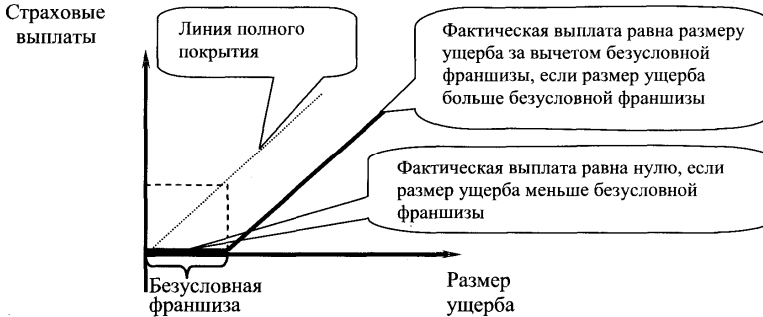 Страховые
выплаты
Линия полного
покрытия
Фактическая выплата равна размеру
ущерба за вычетом безусловной
франшизы, если размер ущерба
больше безусловной франшизы
Фактическая выплата равна нулю, если
размер ущерба меньше безусловной
франшизы
Безусловная
франшиза
Размер
ущерба